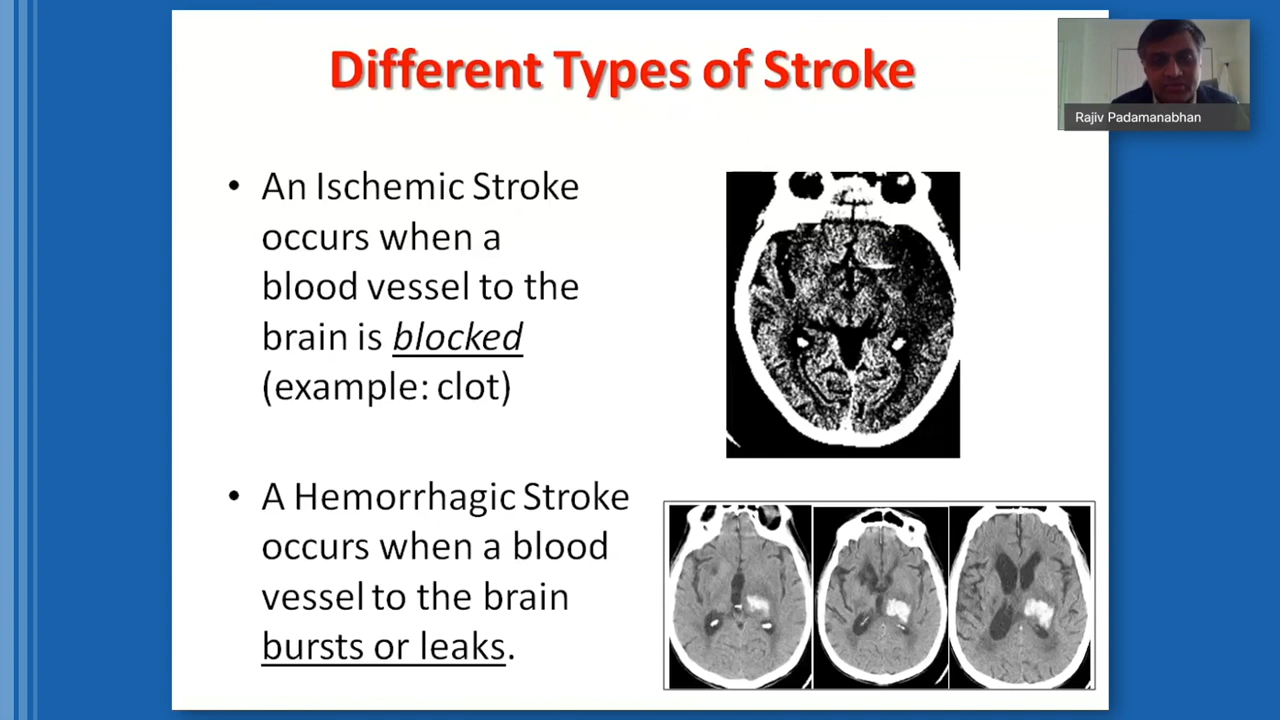 Different Types of Stroke
Rajiv Padamanabhan
• An Ischemic Stroke
occurs when a
blood vessel to the
brain is blocked
(example: clot)
• A Hemorrhagic Stroke
occurs when a blood
vessel to the brain
bursts or leaks.